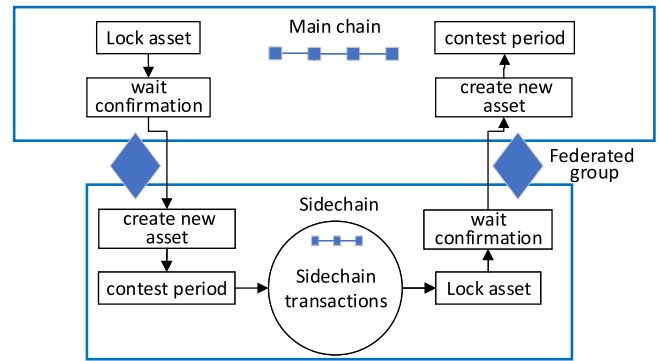 Main chain
Lock asset
wait
confirmation
contest period
create new
asset
Federated
group
Sidechain
create new
asset
contest period
Sidechain
transactions
wait
confirmation
Lock asset